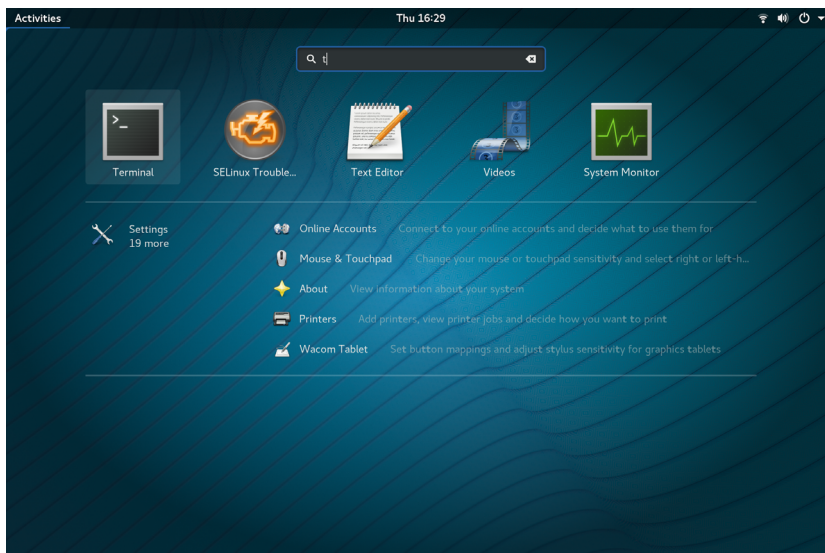 Activities
Thu 16:29
t
Terminal
SELinux Trouble...
Text Editor
Videos
System Monitor
Settings
19 more
Online Accounts Connect to your online accounts and decide what to use them for
Mouse & Touchpad Change your mouse or touchpad sensitivity and select right or left-h...
About View information about your system
Printers Add printers, view printer jobs and decide how you want to print
Wacom Tablet Set button mappings and adjust stylus sensitivity for graphics tablets